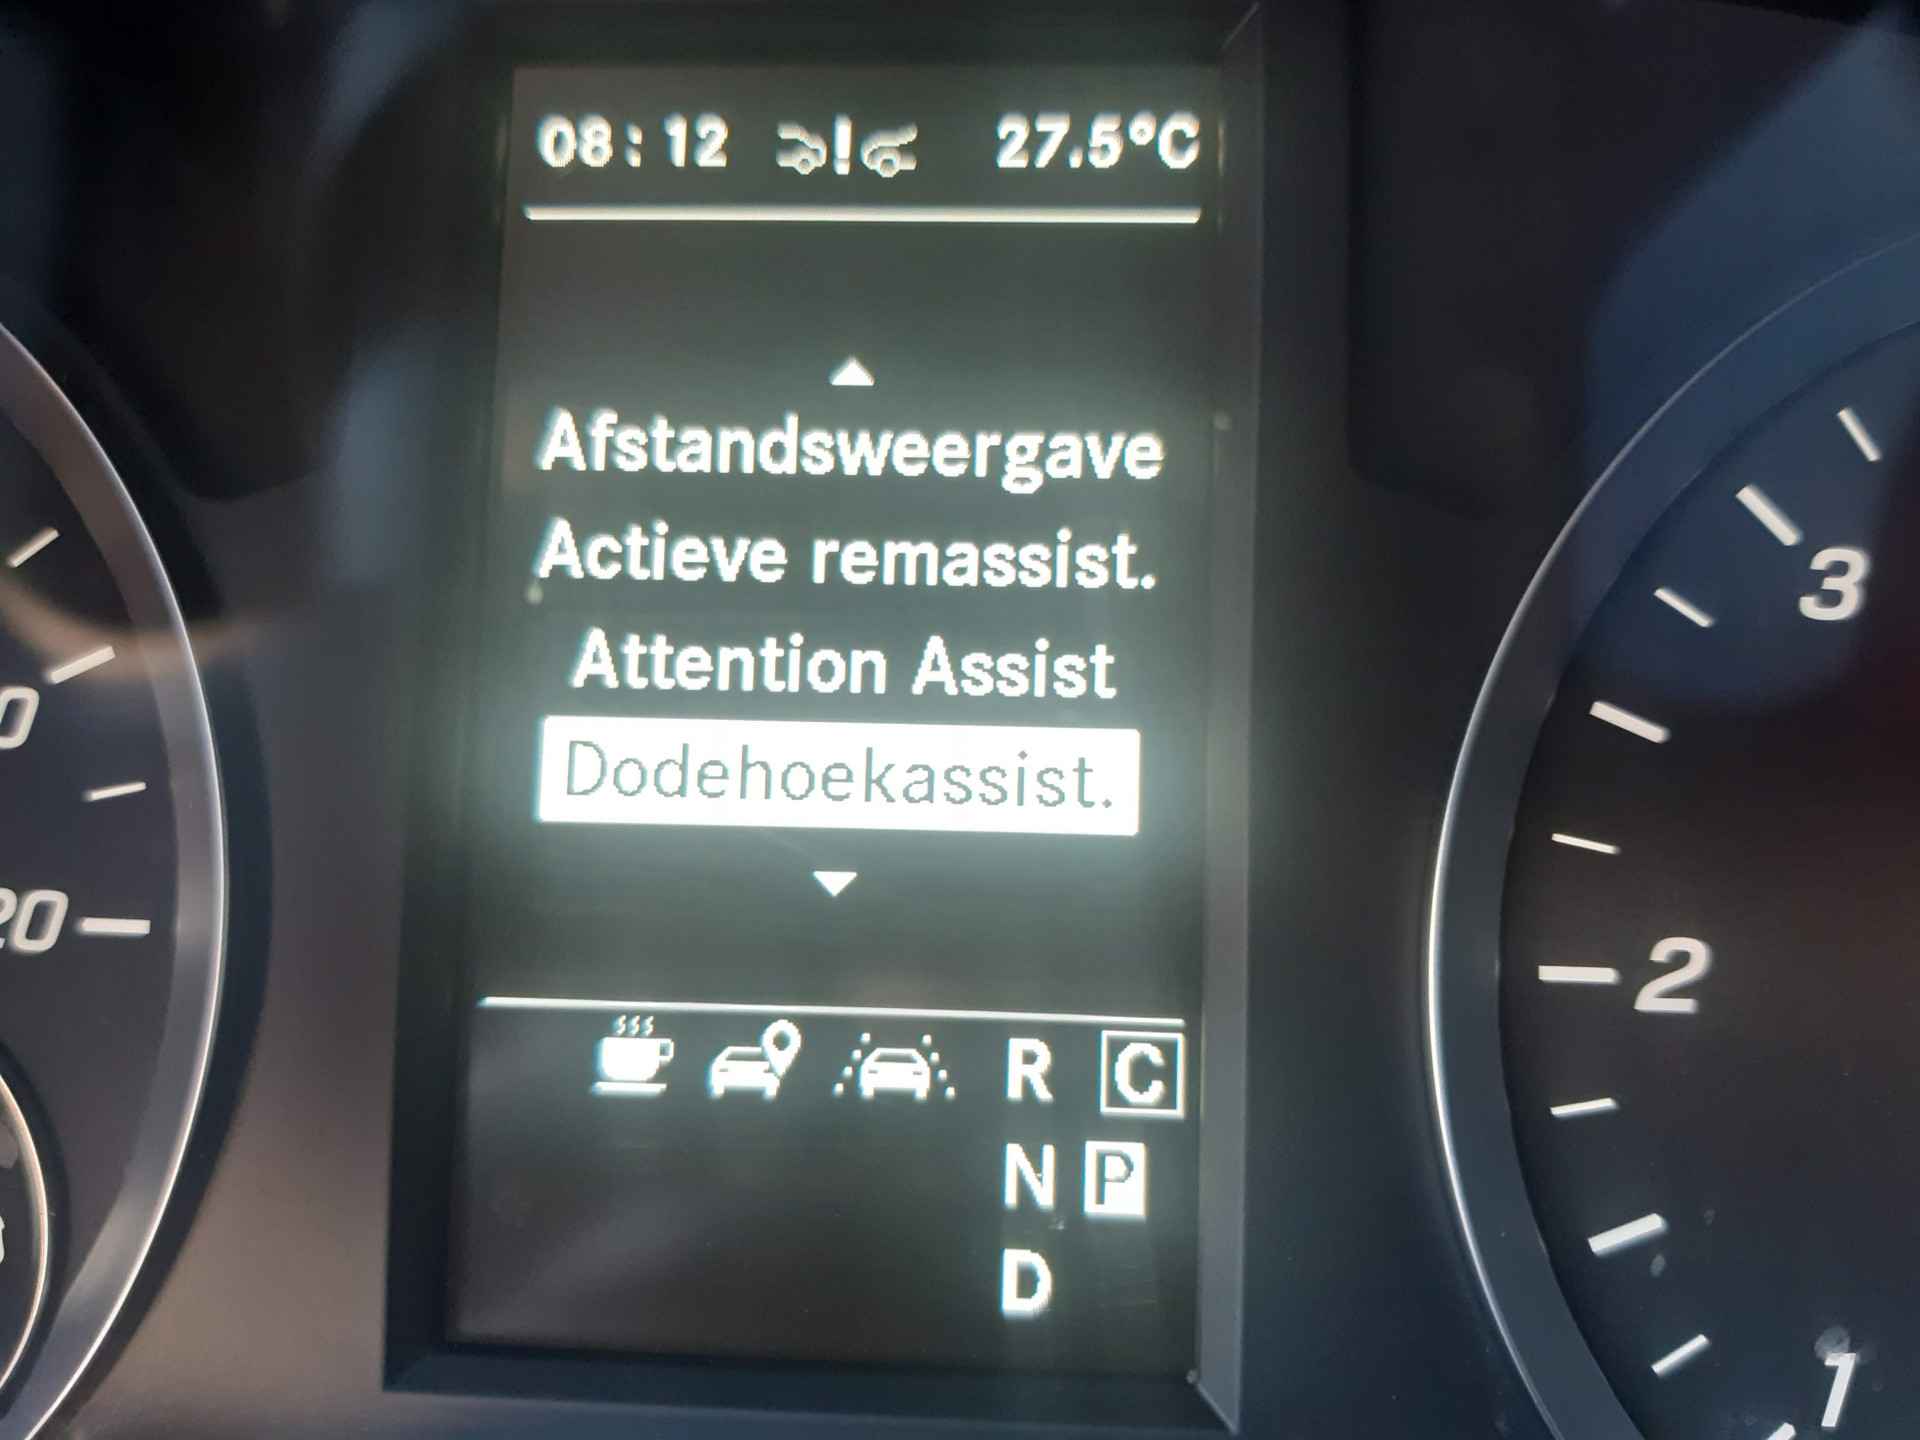 08:12 27.5°C
Afstandsweergave
Actieve remassist.
Attention Assist
Dodehoekassist.
R C
N P
D
20
3
2
1